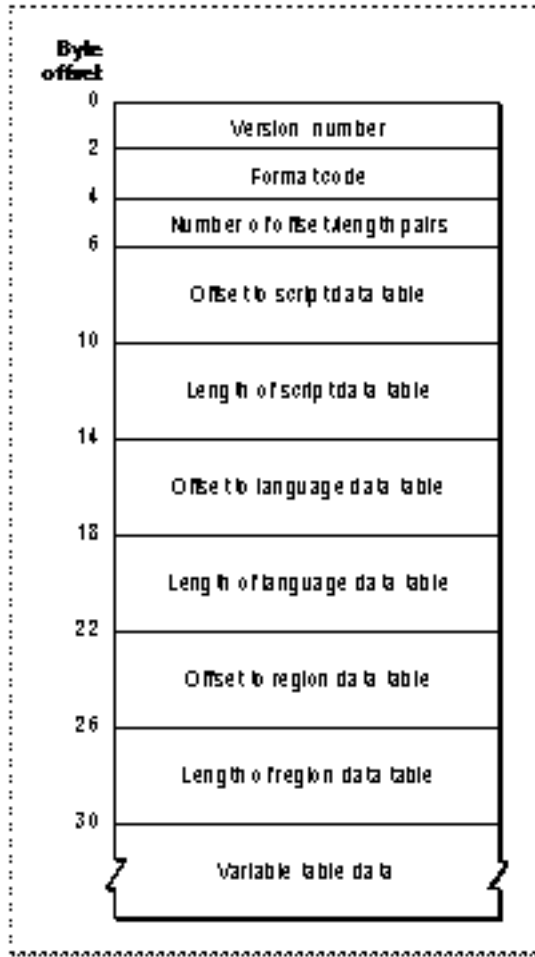 Byte
offset
0
Version number
2
Format code
4
Number of offset/length pairs
6
Offset to script data table
10
Length of script data table
14
Offset to language data table
18
Length of language data table
22
Offset to region data table
26
Length of region data table
30
Variable table data